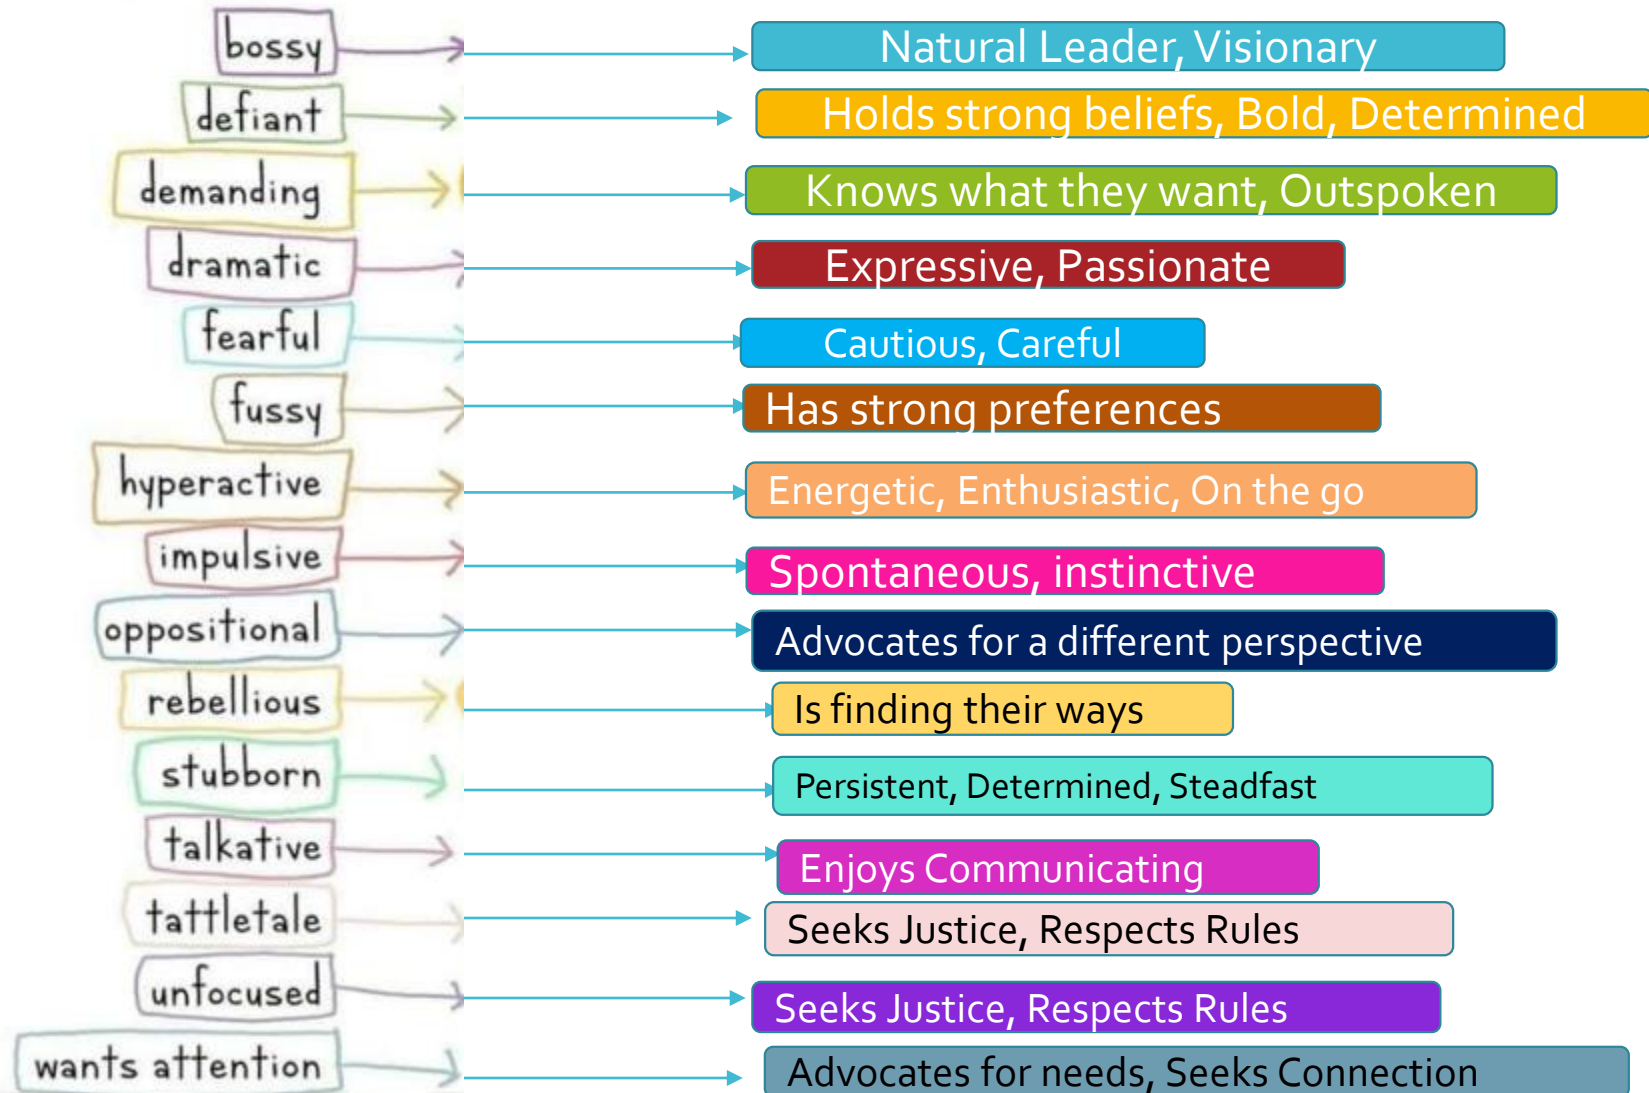 bossy Natural Leader, Visionary
defiant Holds strong beliefs, Bold, Determined
demanding Knows what they want, Outspoken
dramatic Expressive, Passionate
fearful Cautious, Careful
fussy Has strong preferences
hyperactive Energetic, Enthusiastic, On the go
impulsive Spontaneous, instinctive
oppositional Advocates for a different perspective
rebellious Is finding their ways
stubborn Persistent, Determined, Steadfast
talkative Enjoys Communicating
tattletale Seeks Justice, Respects Rules
unfocused Seeks Justice, Respects Rules
wants attention Advocates for needs, Seeks Connection